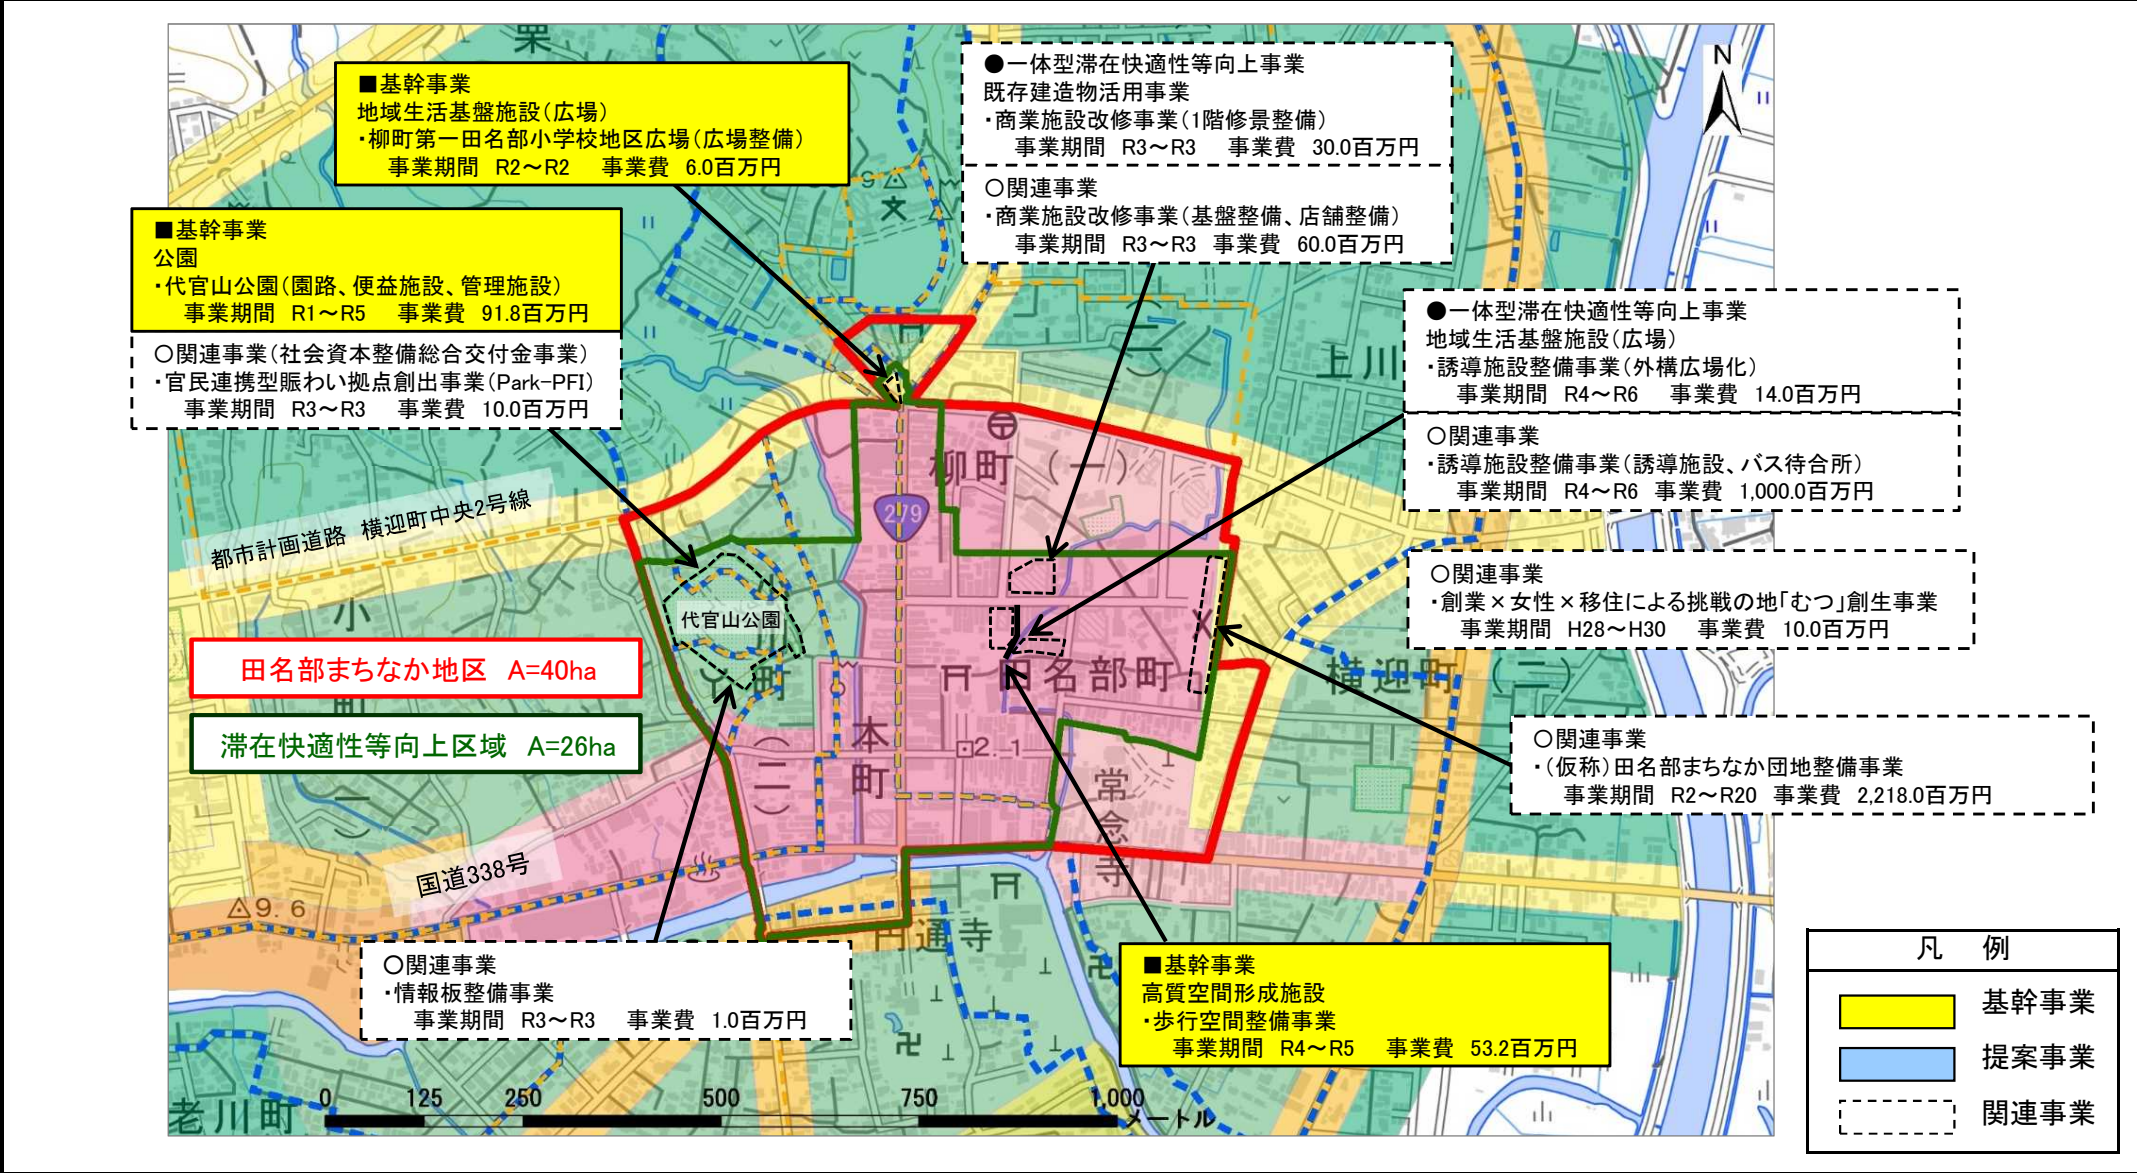 ■基幹事業
地域生活基盤施設(広場)
・柳町第一田名部小学校地区広場(広場整備)
事業期間 R2～R2 事業費 6.0百万円
●一体型滞在快適性等向上事業
既存建造物活用事業
・商業施設改修事業(1階修景整備)
事業期間 R3～R3 事業費 30.0百万円
○関連事業
・商業施設改修事業(基盤整備、店舗整備)
事業期間 R3～R3 事業費 60.0百万円
N
■基幹事業
公園
・代官山公園(園路、便益施設、管理施設)
事業期間 R1～R5 事業費 91.8百万円
○関連事業(社会資本整備総合交付金事業)
・官民連携型賑わい拠点創出事業(Park-PFI)
事業期間 R3～R3 事業費 10.0百万円
●一体型滞在快適性等向上事業
地域生活基盤施設(広場)
・誘導施設整備事業(外構広場化)
事業期間 R4～R6 事業費 14.0百万円
○関連事業
・誘導施設整備事業(誘導施設、バス待合所)
事業期間 R4～R6 事業費 1,000.0百万円
○関連事業
・創業×女性×移住による挑戦の地「むつ」創生事業
事業期間 H28～H30 事業費 10.0百万円
○関連事業
・(仮称)田名部まちなか団地整備事業
事業期間 R2～R20 事業費 2,218.0百万円
栗
上川
(二)
柳町(一)
279
都市計画道路 横迎町中央2号線
代官山公園
小
町
(一)
田名部まちなか地区 A=40ha
滞在快適性等向上区域 A=26ha
町
(二)
本町
田名部町
横迎町(二)
2.1
常念寺
国道338号
9.6
円通寺
○関連事業
・情報板整備事業
事業期間 R3～R3 事業費 1.0百万円
■基幹事業
高質空間形成施設
・歩行空間整備事業
事業期間 R4～R5 事業費 53.2百万円
老川町
0 125 250 500 750 1,000
メートル
凡 例
基幹事業
提案事業
関連事業